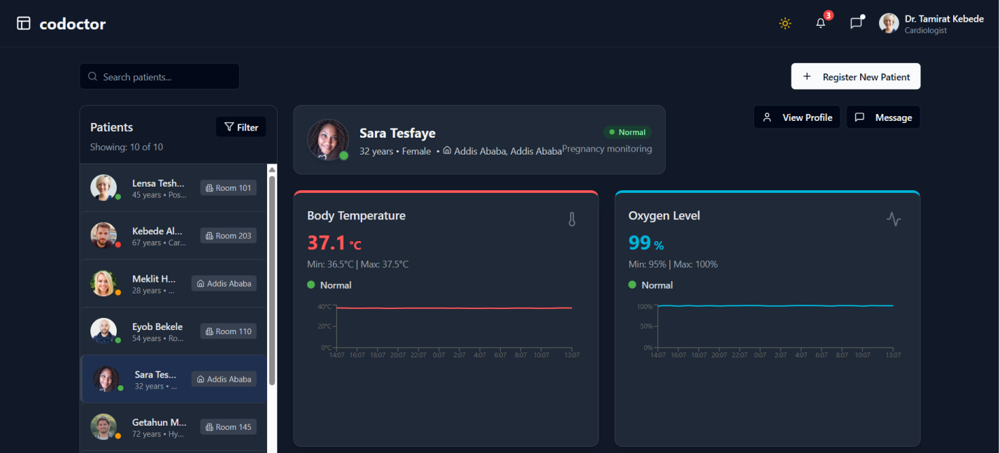 codoctor
3
Dr. Tamirat Kebede
Cardiologist
Search patients...
+ Register New Patient
Patients
Filter
Showing: 10 of 10
Lensa Tesh...
45 years • Pos...
Room 101
Kebede Al...
67 years • Car...
Room 203
Meklit H...
28 years • ...
Addis Ababa
Eyob Bekele
54 years • Ro...
Room 110
Sara Tes...
32 years • ...
Addis Ababa
Getahun M...
72 years • Hy...
Room 145
Sara Tesfaye
Normal
32 years • Female • Addis Ababa, Addis Ababa
Pregnancy monitoring
View Profile
Message
Body Temperature
37.1 °C
Min: 36.5°C | Max: 37.5°C
Normal
40°C
20°C
0°C
14:07 16:07 18:07 20:07 22:07 0:07 2:07 4:07 6:07 8:07 10:07 13:07
Oxygen Level
99 %
Min: 95% | Max: 100%
Normal
100%
50%
0%
14:07 16:07 18:07 20:07 22:07 0:07 2:07 4:07 6:07 8:07 10:07 13:07